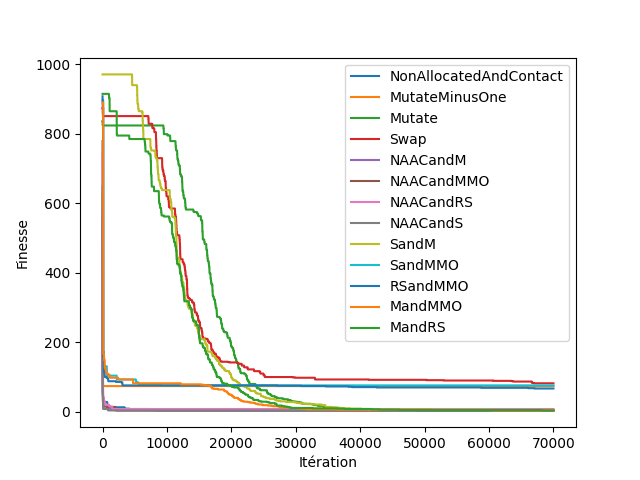 1000
800
600
400
200
0
Finesse
0 10000 20000 30000 40000 50000 60000 70000
Itération
NonAllocatedAndContact
MutateMinusOne
Mutate
Swap
NAACandM
NAACandMMO
NAACandRS
NAACandS
SandM
SandMMO
RSandMMO
MandMMO
MandRS